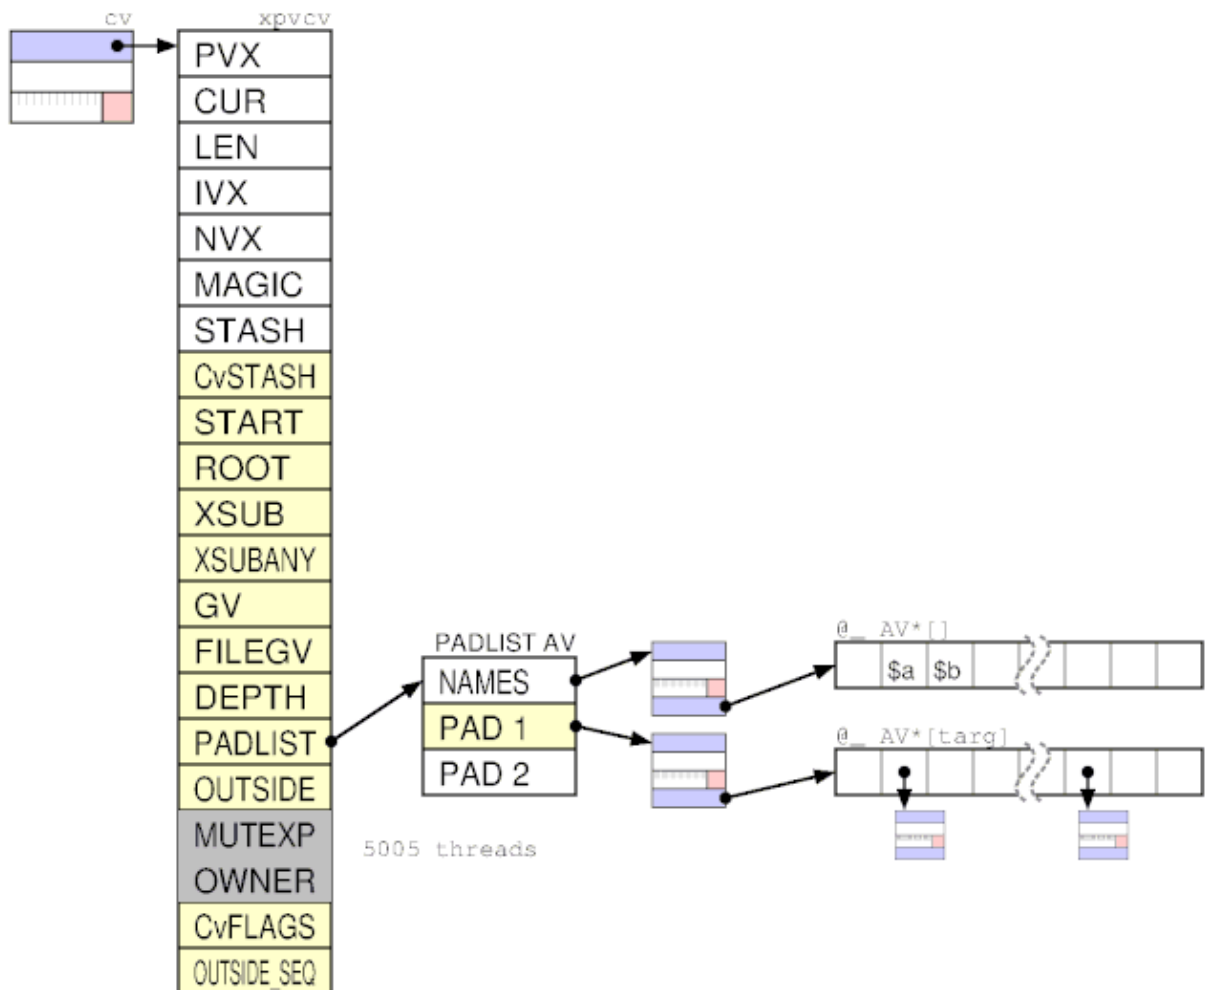 cv
xpvcv
PVX
CUR
LEN
IVX
NVX
MAGIC
STASH
CvSTASH
START
ROOT
XSUB
XSUBANY
GV
FILEGV
DEPTH
PADLIST
OUTSIDE
MUTEXP
OWNER
CvFLAGS
OUTSIDE_SEQ
5005 threads
PADLIST AV
NAMES
PAD 1
PAD 2
@_ AV*[]
$a $b
@_ AV*[targ]